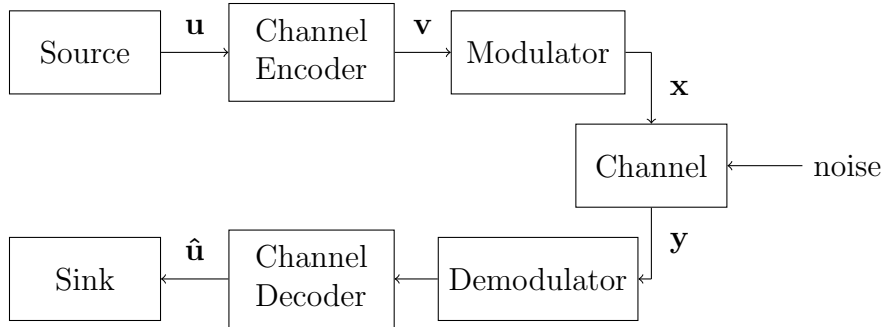 u
v
Source
Channel
Encoder
Modulator
x
Channel
noise
y
û
Sink
Channel
Decoder
Demodulator